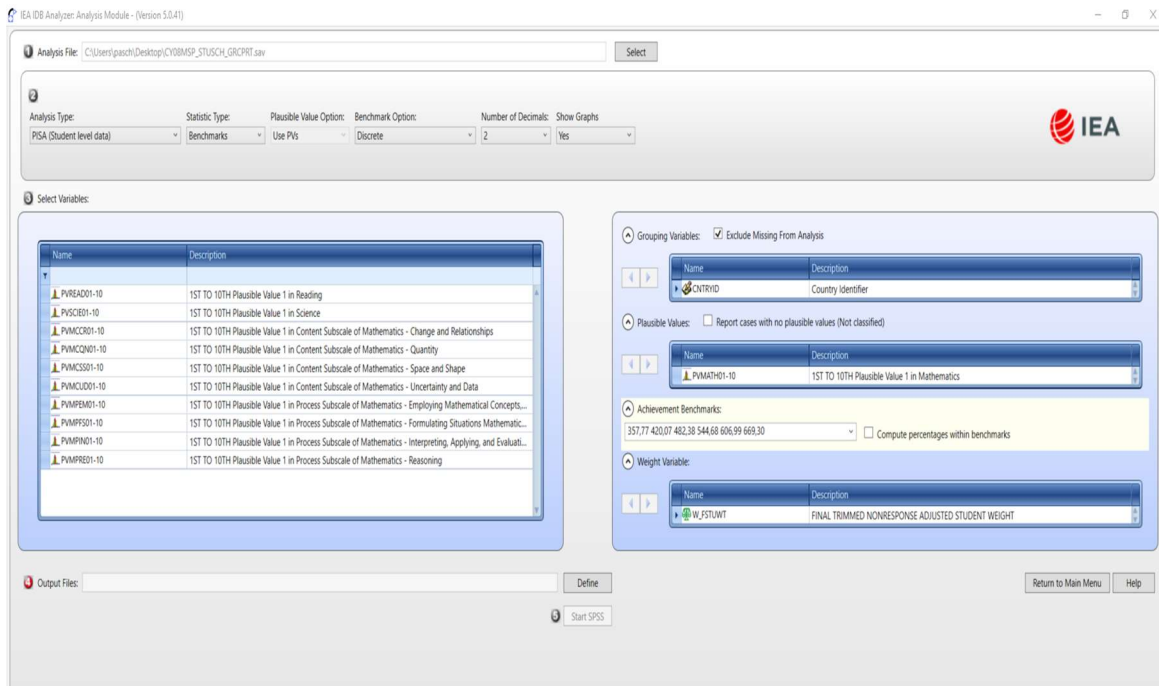 IEA IDB Analyzer: Analysis Module - (Version 5.0.41)
1 Analysis File: C:\Users\pasch\Desktop\CY08MSP_STUSCH_GRCPRT.sav Select
2
Analysis Type: Statistic Type: Plausible Value Option: Benchmark Option: Number of Decimals: Show Graphs
PISA (Student level data) Benchmarks Use PVs Discrete 2 Yes
IEA
3 Select Variables:
Name Description
PVREAD01-10 1ST TO 10TH Plausible Value 1 in Reading
PVSCIE01-10 1ST TO 10TH Plausible Value 1 in Science
PVMCCR01-10 1ST TO 10TH Plausible Value 1 in Content Subscale of Mathematics - Change and Relationships
PVMCQN01-10 1ST TO 10TH Plausible Value 1 in Content Subscale of Mathematics - Quantity
PVMCSS01-10 1ST TO 10TH Plausible Value 1 in Content Subscale of Mathematics - Space and Shape
PVMCUD01-10 1ST TO 10TH Plausible Value 1 in Content Subscale of Mathematics - Uncertainty and Data
PVMPEM01-10 1ST TO 10TH Plausible Value 1 in Process Subscale of Mathematics - Employing Mathematical Concepts,...
PVMPFS01-10 1ST TO 10TH Plausible Value 1 in Process Subscale of Mathematics - Formulating Situations Mathematic...
PVMPIN01-10 1ST TO 10TH Plausible Value 1 in Process Subscale of Mathematics - Interpreting, Applying, and Evaluati...
PVMPRE01-10 1ST TO 10TH Plausible Value 1 in Process Subscale of Mathematics - Reasoning
Grouping Variables: Exclude Missing From Analysis
Name Description
CNTRYID Country Identifier
Plausible Values: Report cases with no plausible values (Not classified)
Name Description
PVMATH01-10 1ST TO 10TH Plausible Value 1 in Mathematics
Achievement Benchmarks:
357,77 420,07 482,38 544,68 606,99 669,30 Compute percentages within benchmarks
Weight Variable:
Name Description
W_FSTUWT FINAL TRIMMED NONRESPONSE ADJUSTED STUDENT WEIGHT
4 Output Files: Define
Return to Main Menu Help
5 Start SPSS